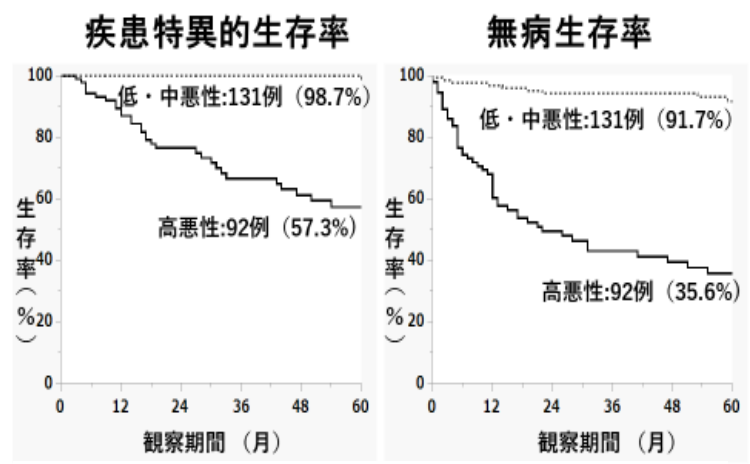 疾患特異的生存率
100
80
60
40
20
0
生存率(%)
低・中悪性:131例（98.7%）
高悪性:92例（57.3%）
0 12 24 36 48 60
観察期間 （月）
無病生存率
100
80
60
40
20
0
生存率(%)
低・中悪性:131例（91.7%）
高悪性:92例（35.6%）
0 12 24 36 48 60
観察期間 （月）